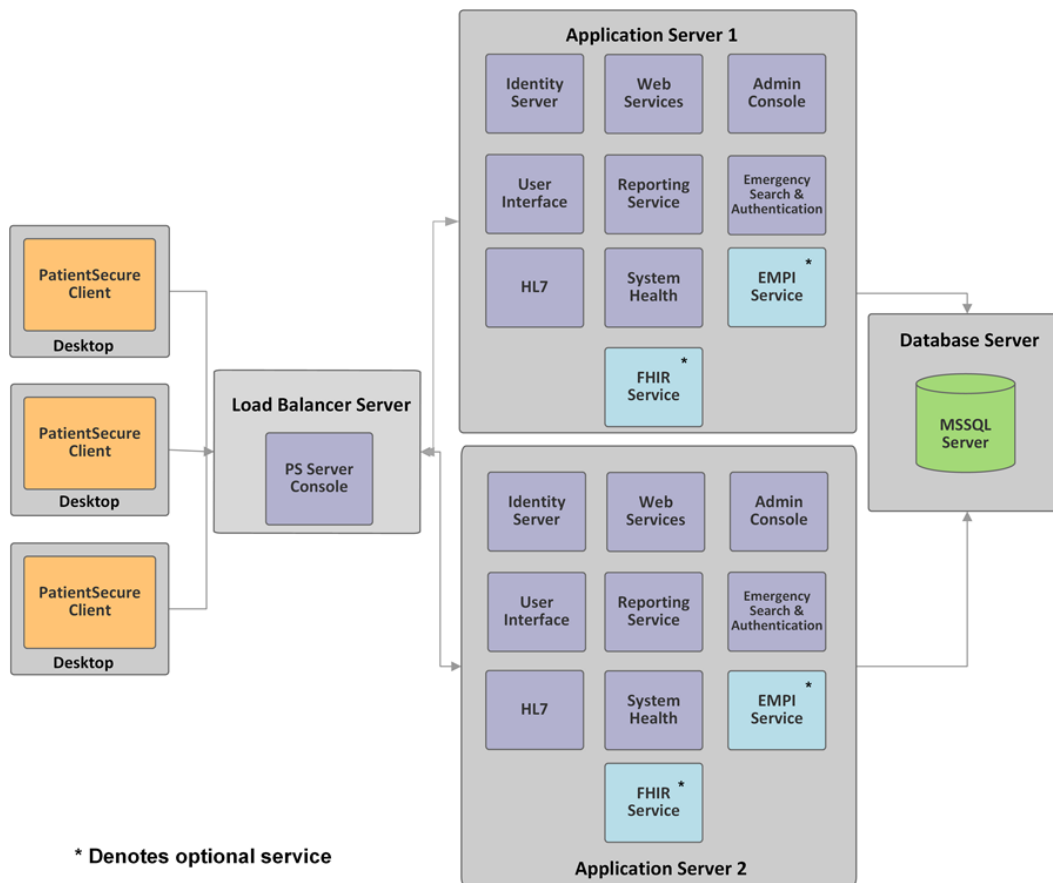 Application Server 1
Identity
Server
Web
Services
Admin
Console
User
Interface
Reporting
Service
Emergency
Search &
Authentication
HL7
System
Health
*
EMPI
Service
*
FHIR
Service
PatientSecure
Client
Desktop
PatientSecure
Client
Desktop
PatientSecure
Client
Desktop
Load Balancer Server
PS Server
Console
Database Server
MSSQL
Server
Identity
Server
Web
Services
Admin
Console
User
Interface
Reporting
Service
Emergency
Search &
Authentication
HL7
System
Health
*
EMPI
Service
*
FHIR
Service
Application Server 2
* Denotes optional service